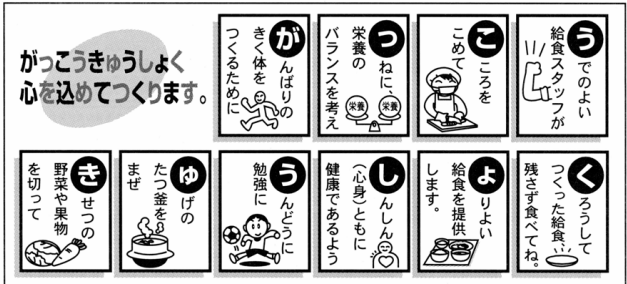 がっこうきゅうしょく
心を込めてつくります。
がんばりの
きく体を
つくるために
つねに、
栄養の
バランスを考え
栄養
栄養
こころを
こめて
うでのよい
給食スタッフが
きせつの
野菜や果物
を切って
ゆげの
たつ釜を
まぜ
うんどうに
勉強に
しんしん
(心身)ともに
健康であるよう
よりよい
給食を提供
します。
くろうして
つくった給食、
残さず食べてね。